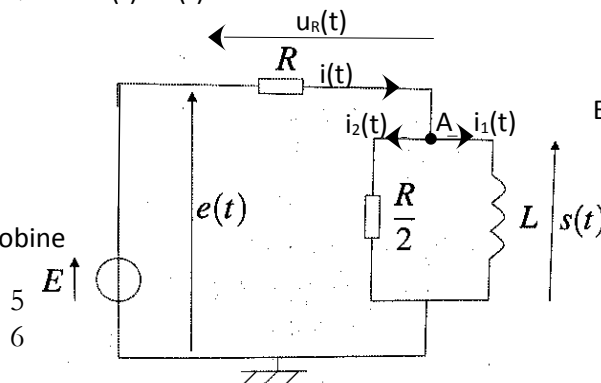 u_R(t)
R
i(t)
i₂(t)
A
i₁(t)
e(t)
R/2
L
s(t)
obine
E
5
6